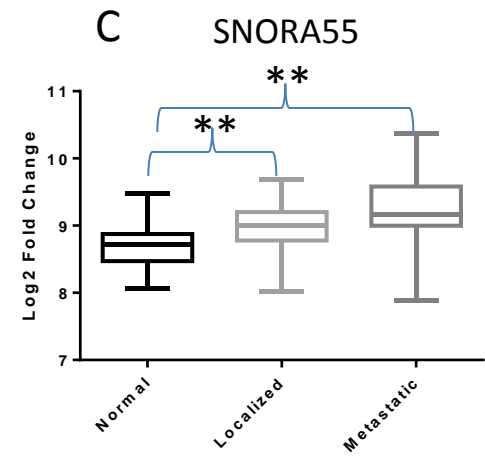 C SNORA55
**
**
Log2 Fold Change
11
10
9
8
7
Normal
Localized
Metastatic